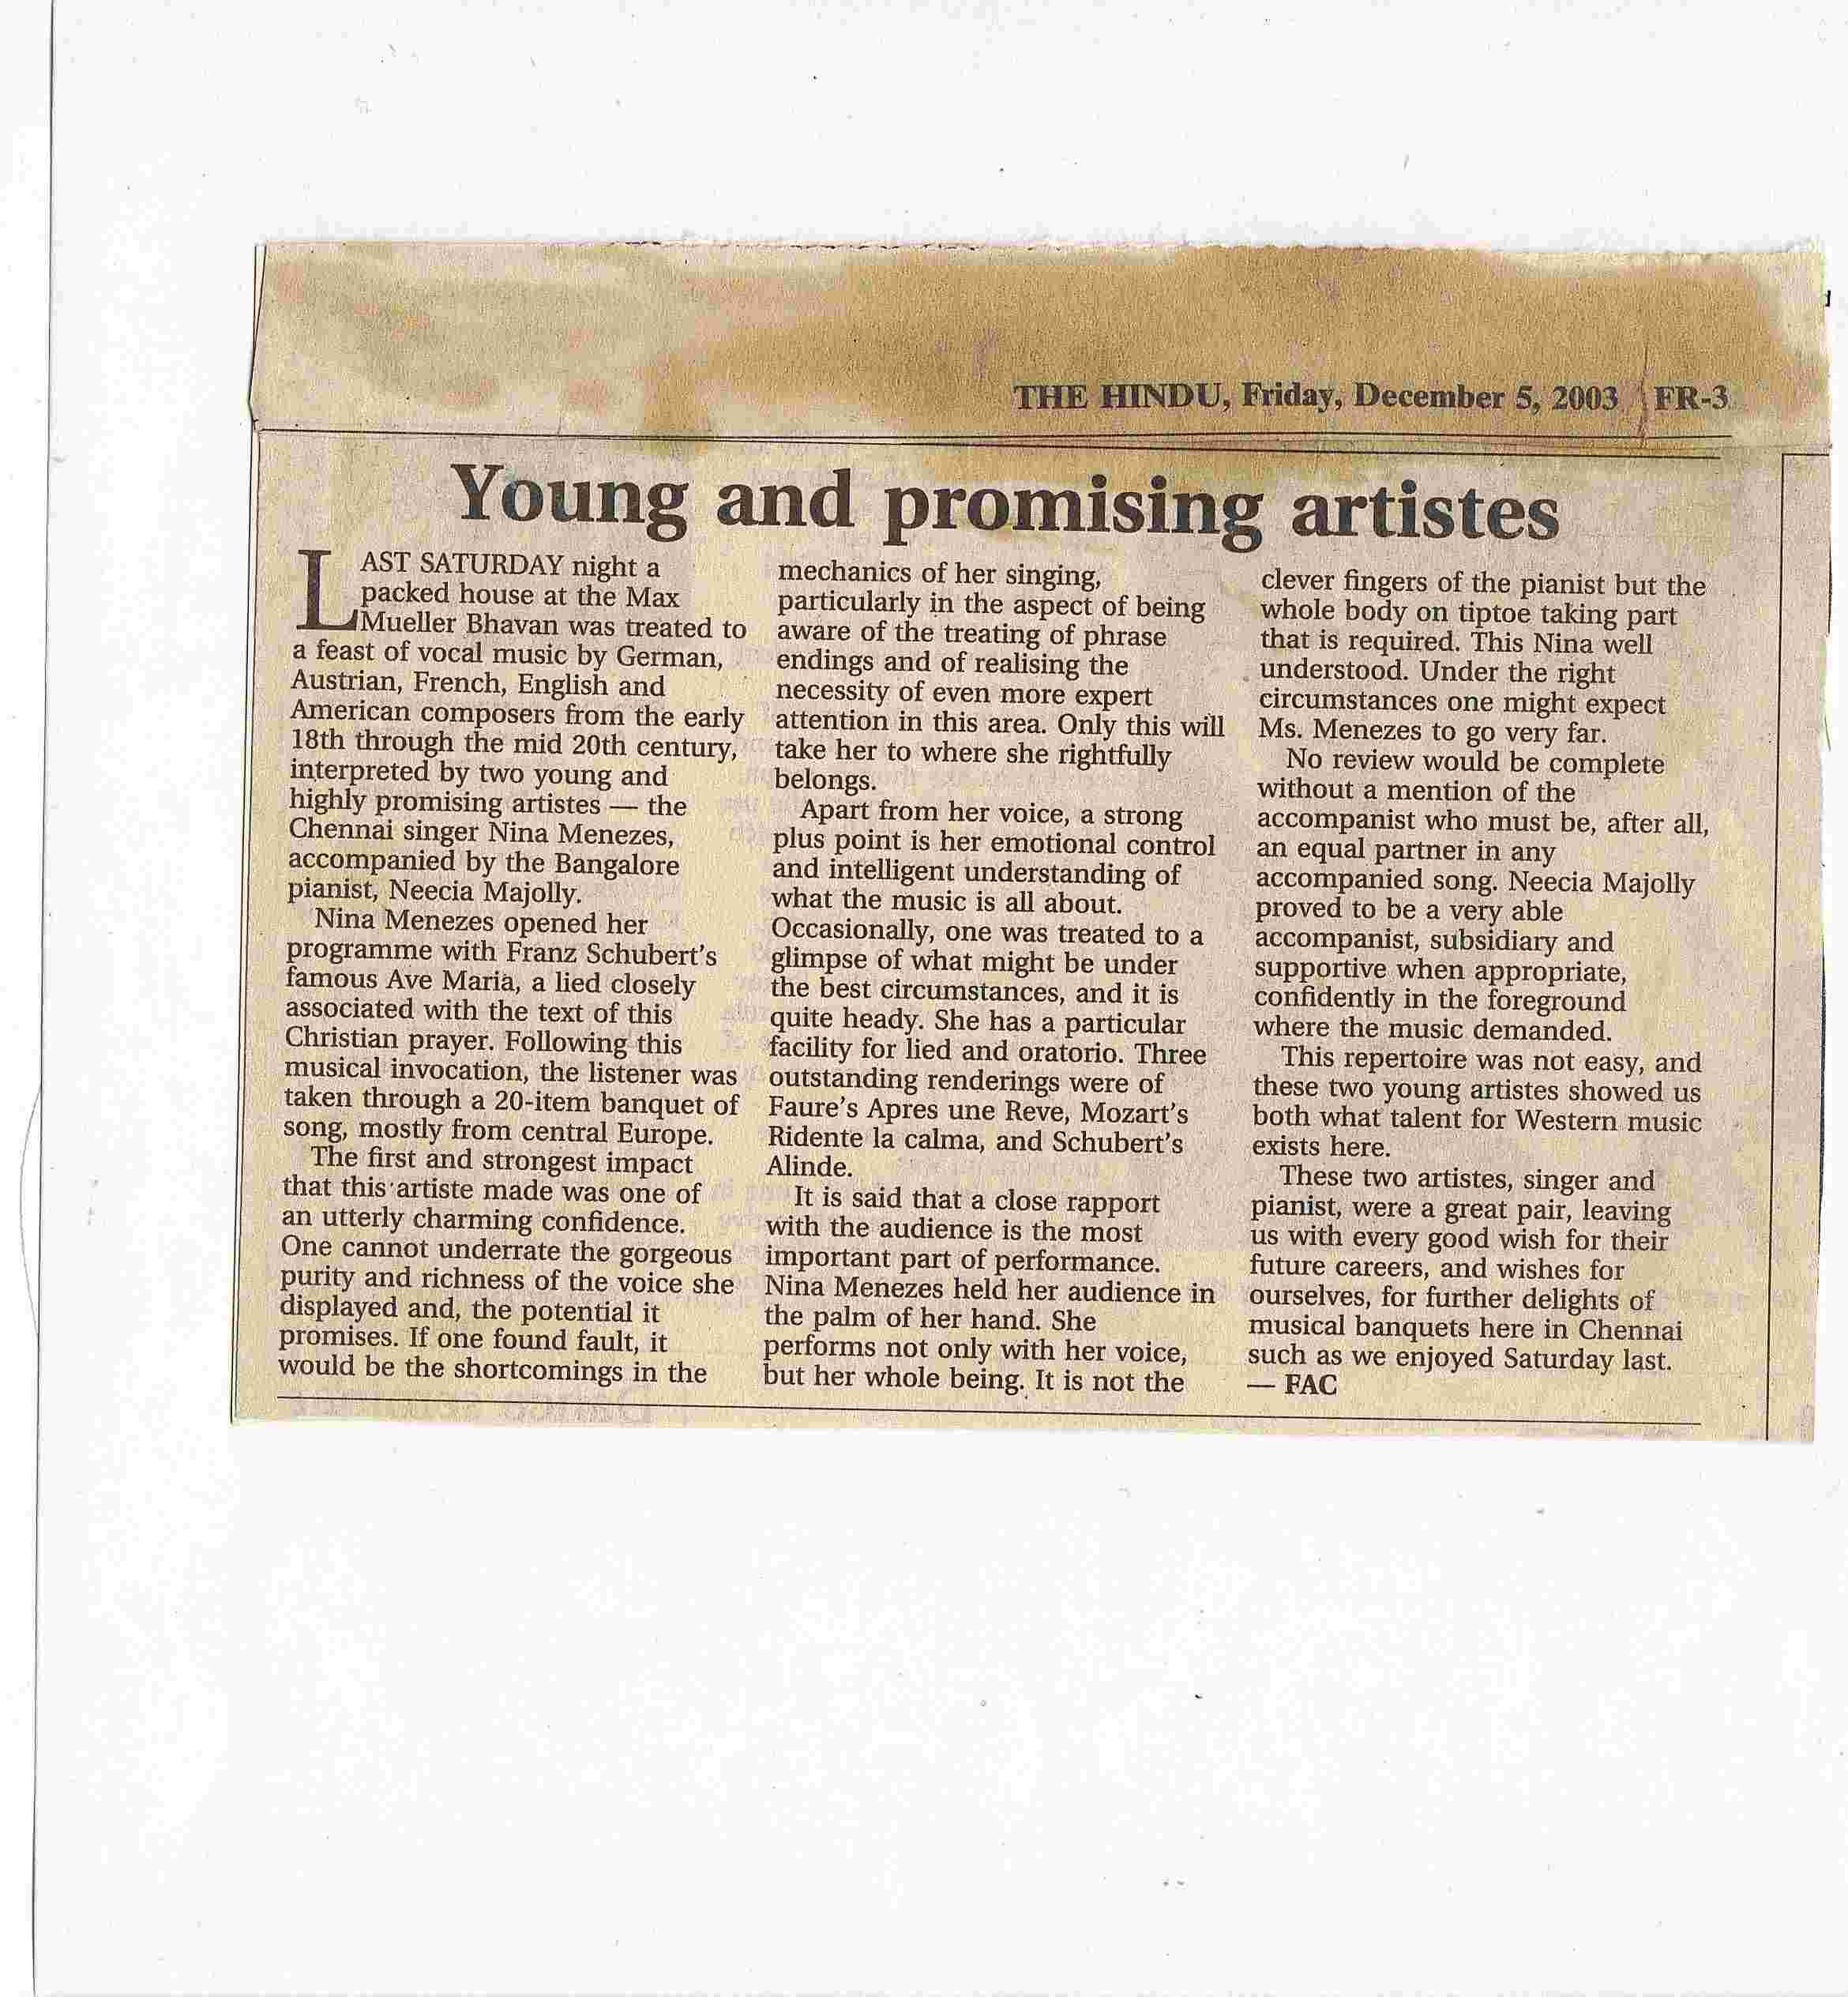 THE HINDU, Friday, December 5, 2003 FR-3
Young and promising artistes
LAST SATURDAY night a
packed house at the Max
Mueller Bhavan was treated to
a feast of vocal music by German,
Austrian, French, English and
American composers from the early
18th through the mid 20th century,
interpreted by two young and
highly promising artistes — the
Chennai singer Nina Menezes,
accompanied by the Bangalore
pianist, Neecia Majolly.
Nina Menezes opened her
programme with Franz Schubert's
famous Ave Maria, a lied closely
associated with the text of this
Christian prayer. Following this
musical invocation, the listener was
taken through a 20-item banquet of
song, mostly from central Europe.
The first and strongest impact
that this artiste made was one of
an utterly charming confidence.
One cannot underrate the gorgeous
purity and richness of the voice she
displayed and, the potential it
promises. If one found fault, it
would be the shortcomings in the
mechanics of her singing,
particularly in the aspect of being
aware of the treating of phrase
endings and of realising the
necessity of even more expert
attention in this area. Only this will
take her to where she rightfully
belongs.
Apart from her voice, a strong
plus point is her emotional control
and intelligent understanding of
what the music is all about.
Occasionally, one was treated to a
glimpse of what might be under
the best circumstances, and it is
quite heady. She has a particular
facility for lied and oratorio. Three
outstanding renderings were of
Faure's Apres une Reve, Mozart's
Ridente la calma, and Schubert's
Alinde.
It is said that a close rapport
with the audience is the most
important part of performance.
Nina Menezes held her audience in
the palm of her hand. She
performs not only with her voice,
but her whole being. It is not the
clever fingers of the pianist but the
whole body on tiptoe taking part
that is required. This Nina well
understood. Under the right
circumstances one might expect
Ms. Menezes to go very far.
No review would be complete
without a mention of the
accompanist who must be, after all,
an equal partner in any
accompanied song. Neecia Majolly
proved to be a very able
accompanist, subsidiary and
supportive when appropriate,
confidently in the foreground
where the music demanded.
This repertoire was not easy, and
these two young artistes showed us
both what talent for Western music
exists here.
These two artistes, singer and
pianist, were a great pair, leaving
us with every good wish for their
future careers, and wishes for
ourselves, for further delights of
musical banquets here in Chennai
such as we enjoyed Saturday last.
— FAC